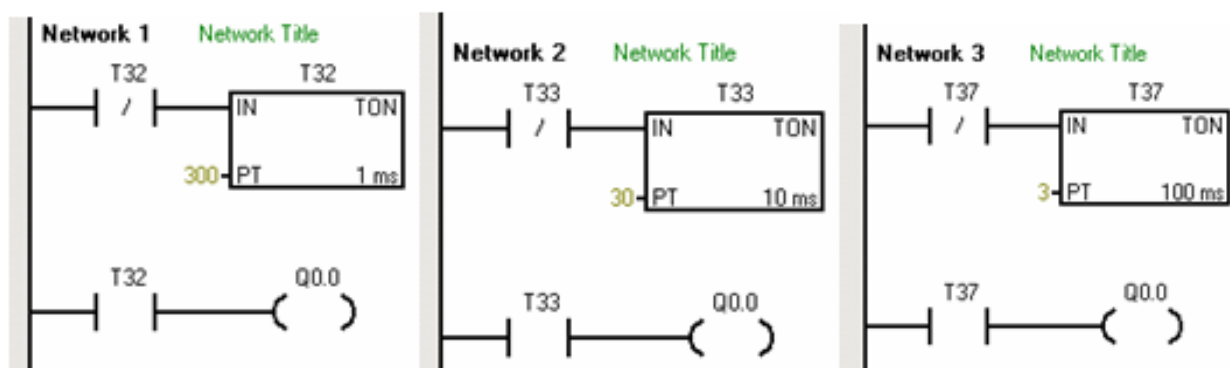 Network 1 Network Title
T32 T32
/ IN TON
300 PT 1 ms
T32 Q0.0
Network 2 Network Title
T33 T33
/ IN TON
30 PT 10 ms
T33 Q0.0
Network 3 Network Title
T37 T37
/ IN TON
3 PT 100 ms
T37 Q0.0